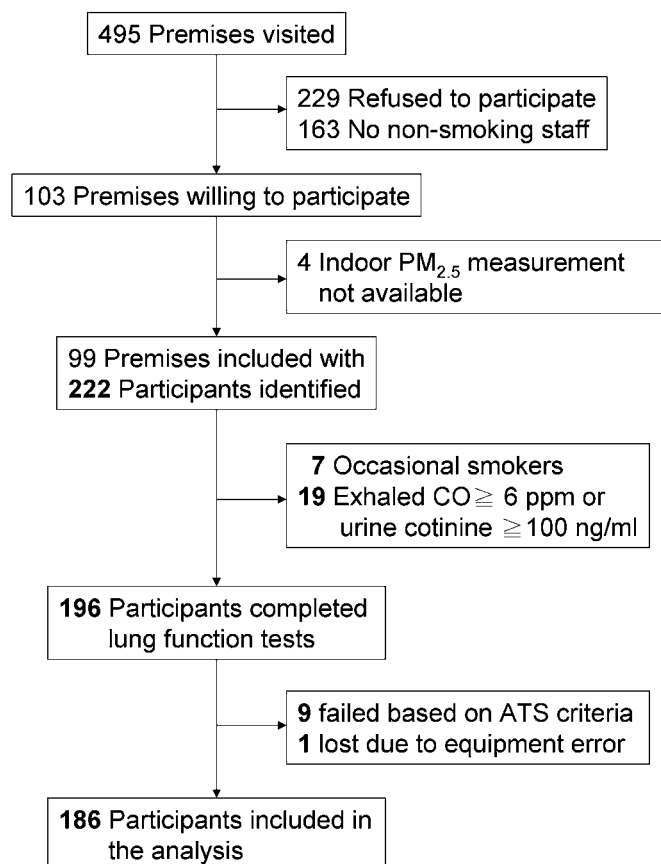 495 Premises visited
229 Refused to participate
163 No non-smoking staff
103 Premises willing to participate
4 Indoor PM2.5 measurement
not available
99 Premises included with
222 Participants identified
7 Occasional smokers
19 Exhaled CO≧ 6 ppm or
urine cotinine ≧100 ng/ml
196 Participants completed
lung function tests
9 failed based on ATS criteria
1 lost due to equipment error
186 Participants included in
the analysis